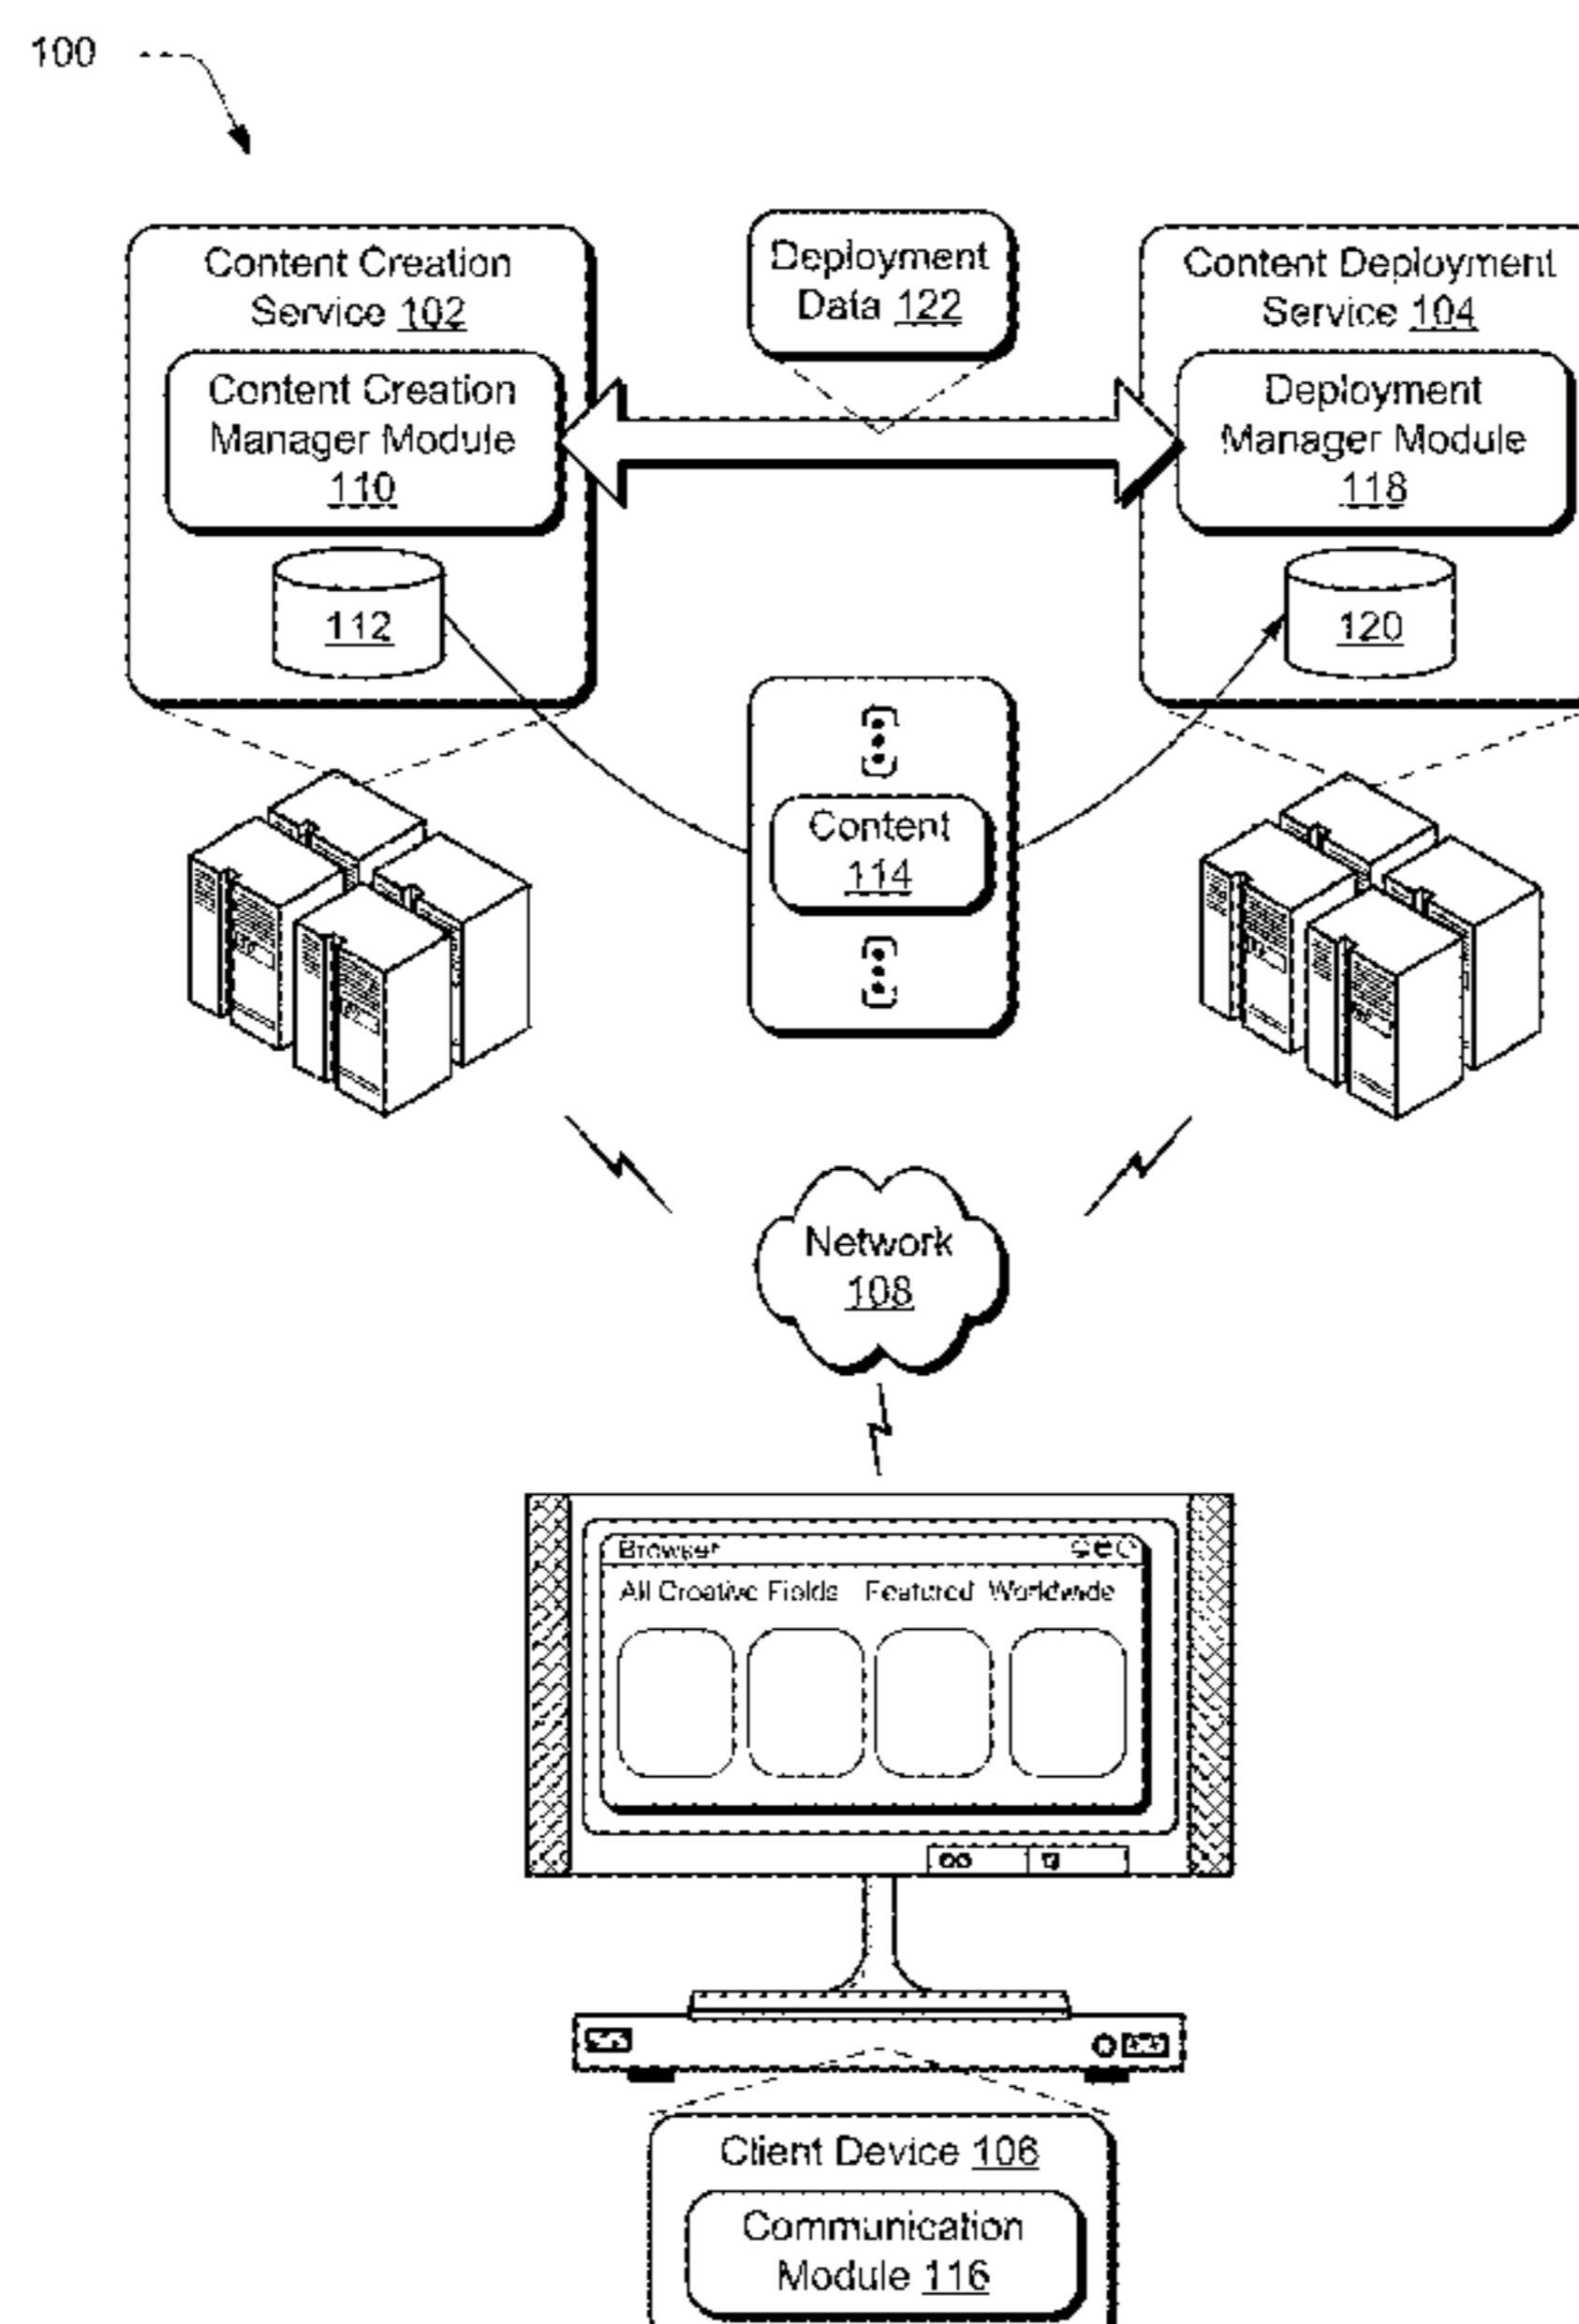 100
Content Creation
Service 102
Content Creation
Manager Module
110
112
Deployment
Data 122
Content Deployment
Service 104
Deployment
Manager Module
118
120
Content
114
Network
108
Browser
All Creative Fields Featured Worldwide
Client Device 106
Communication
Module 116